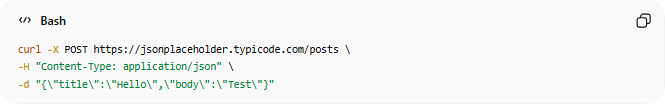 Bash
curl -X POST https://jsonplaceholder.typicode.com/posts \
-H "Content-Type: application/json" \
-d "{\"title\":\"Hello\",\"body\":\"Test\"}"